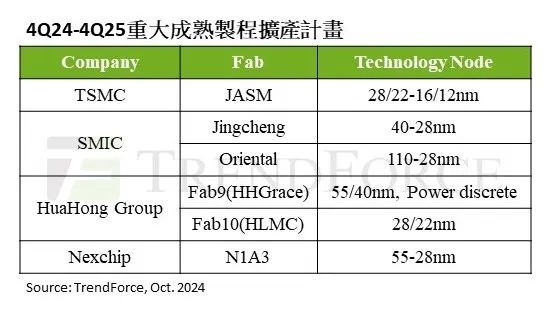 4Q24-4Q25重大成熟製程擴產計畫
Company Fab Technology Node
TSMC JASM 28/22-16/12nm
SMIC Jingcheng 40-28nm
Oriental 110-28nm
HuaHong Group Fab9(HHGrace) 55/40nm, Power discrete
Fab10(HLMC) 28/22nm
Nexchip N1A3 55-28nm
TRENDFORCE
Source: TrendForce, Oct. 2024